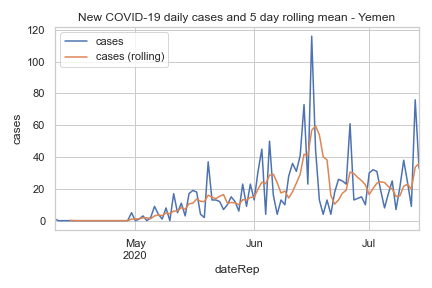 New COVID-19 daily cases and 5 day rolling mean - Yemen
cases
cases (rolling)
120
100
80
60
40
20
0
cases
May
2020
Jun
Jul
dateRep